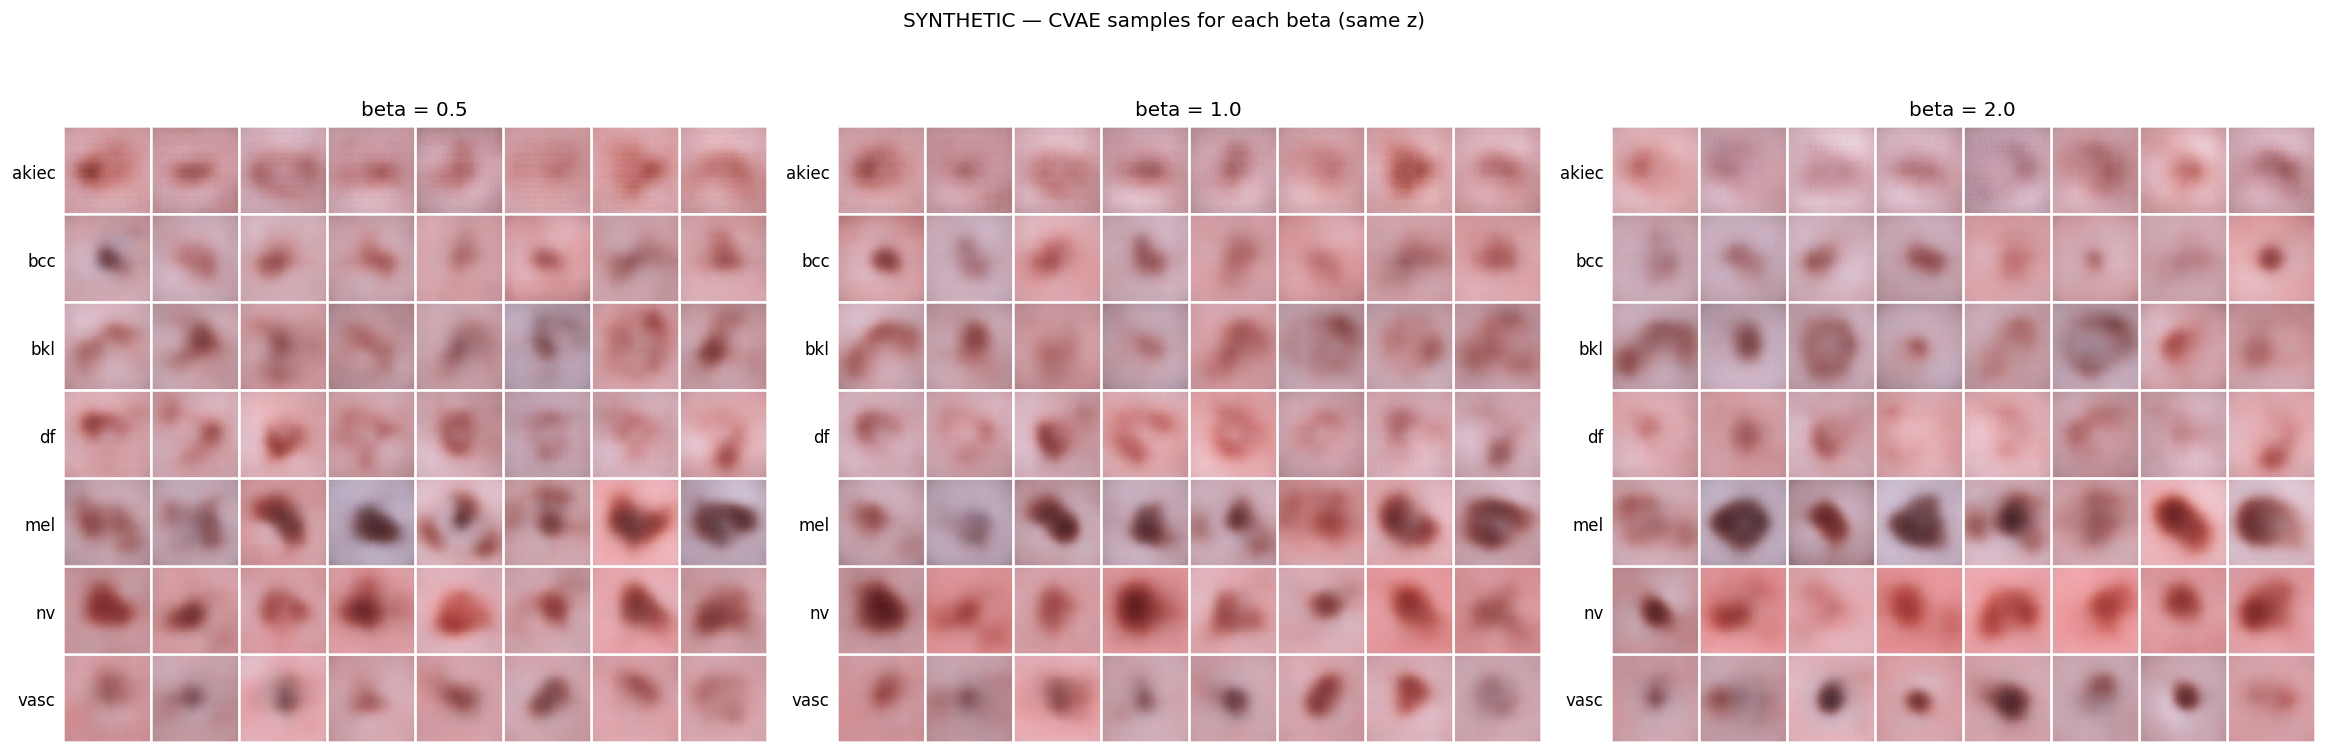 SYNTHETIC — CVAE samples for each beta (same z)
beta = 0.5
akiec
bcc
bkl
df
mel
nv
vasc
beta = 1.0
akiec
bcc
bkl
df
mel
nv
vasc
beta = 2.0
akiec
bcc
bkl
df
mel
nv
vasc